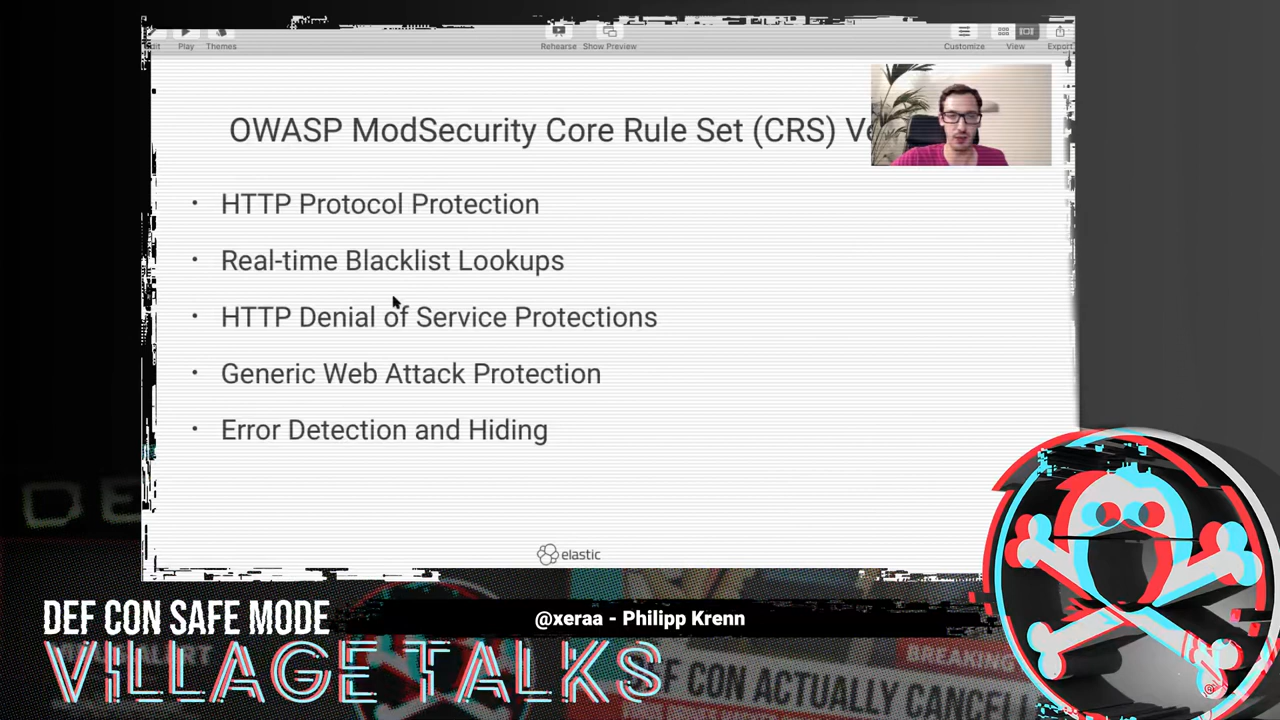 Play
Themes
Rehearse
Show Preview
Customize
View
Export
OWASP ModSecurity Core Rule Set (CRS)
• HTTP Protocol Protection
• Real-time Blacklist Lookups
• HTTP Denial of Service Protections
• Generic Web Attack Protection
• Error Detection and Hiding
elastic
DEF CON SAFE MODE
@xeraa - Philipp Krenn
VILLAGE TALKS
BREAKING
DEF CON ACTUALLY